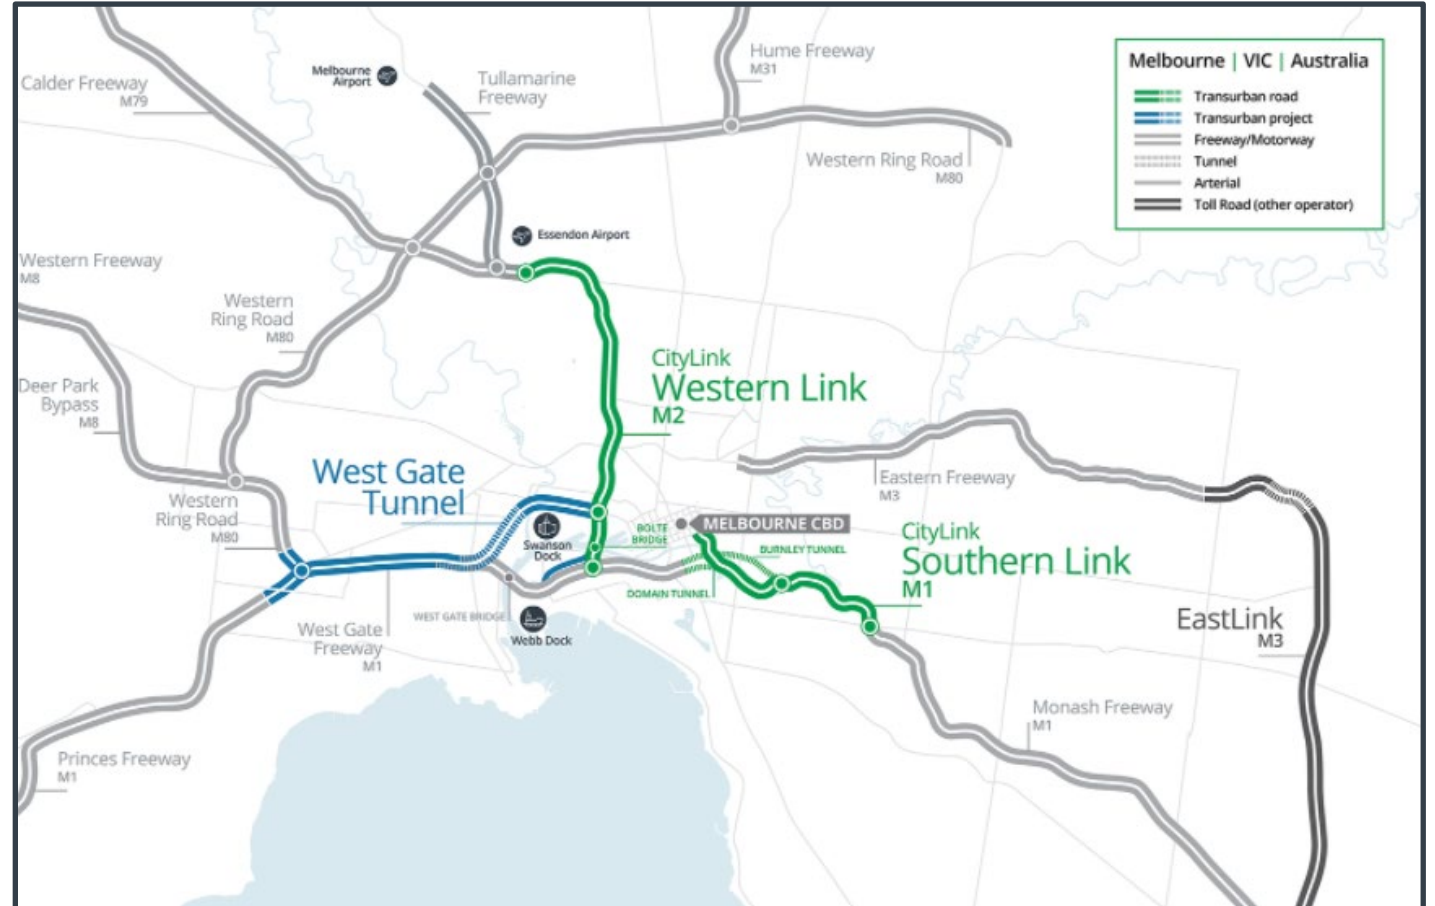 Hume Freeway
M31
Melbourne | VIC | Australia
Transurban road
Transurban project
Freeway/Motorway
Tunnel
Arterial
Toll Road (other operator)
Melbourne
Airport
Tullamarine
Freeway
Calder Freeway
M79
Western Ring Road
M80
Essendon Airport
Western Freeway
M8
Western
Ring Road
M80
CityLink
Western Link
M2
Deer Park
Bypass
M8
West Gate
Tunnel
Eastern Freeway
M3
Western
Ring Road
M80
Swanson
Dock
BOLTE
BRIDGE
MELBOURNE CBD
BURNLEY TUNNEL
CityLink
Southern Link
M1
DOMAIN TUNNEL
WEST GATE BRIDGE
Webb Dock
West Gate
Freeway
M1
EastLink
M3
Monash Freeway
M1
Princes Freeway
M1